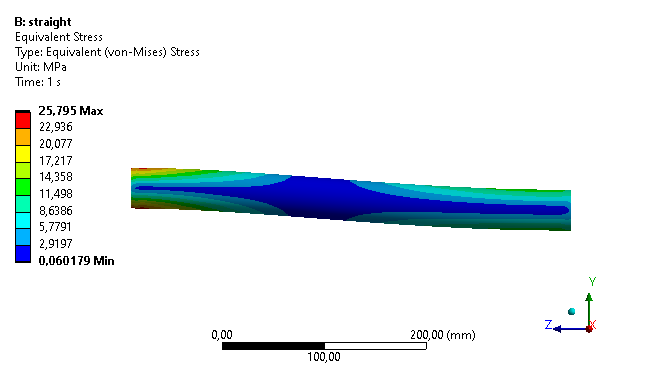 B: straight
Equivalent Stress
Type: Equivalent (von-Mises) Stress
Unit: MPa
Time: 1 s
25,795 Max
22,936
20,077
17,217
14,358
11,498
8,6386
5,7791
2,9197
0,060179 Min
Y
Z
X
0,00
200,00 (mm)
100,00